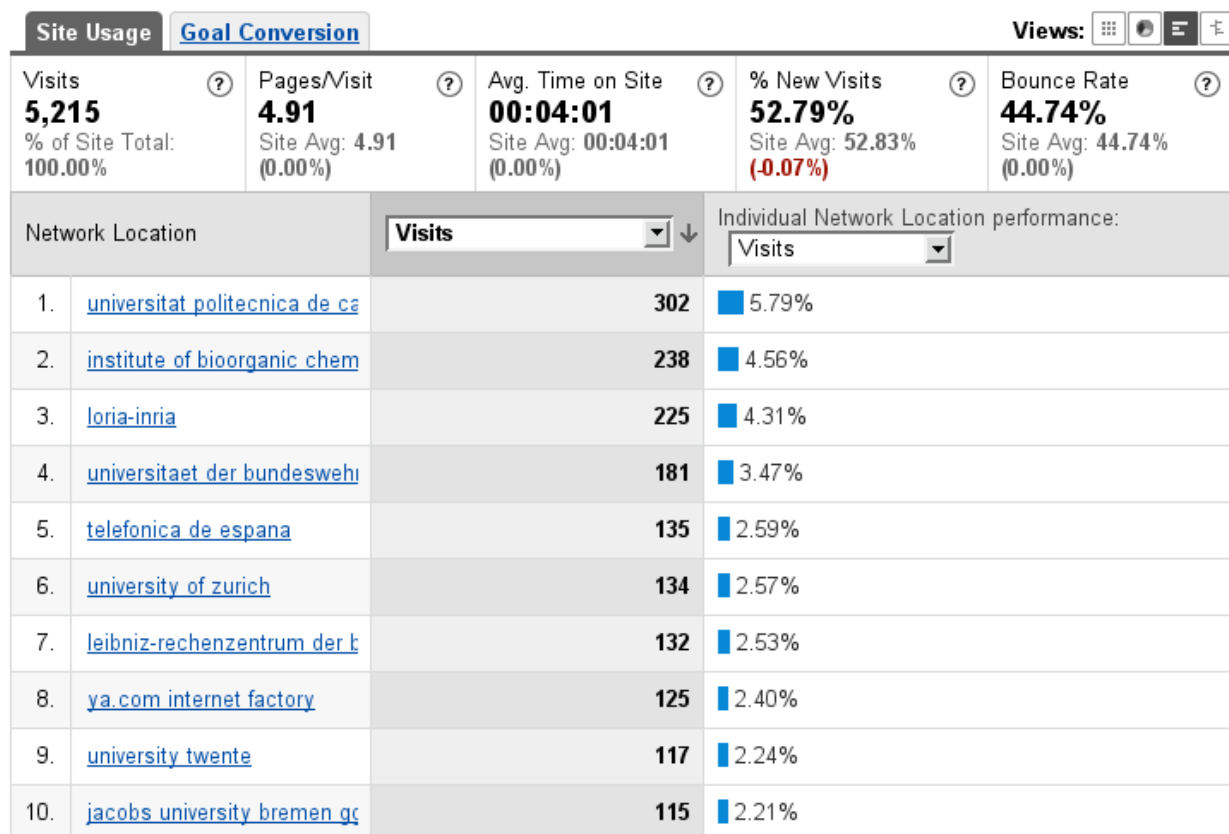 Site Usage Goal Conversion Views:
Visits ? Pages/Visit ? Avg. Time on Site ? % New Visits ? Bounce Rate ?
5,215 4.91 00:04:01 52.79% 44.74%
% of Site Total: Site Avg: 4.91 Site Avg: 00:04:01 Site Avg: 52.83% Site Avg: 44.74%
100.00% (0.00%) (0.00%) (-0.07%) (0.00%)
Network Location Visits Individual Network Location performance:
Visits
1. universitat politecnica de ca 302 5.79%
2. institute of bioorganic chem 238 4.56%
3. loria-inria 225 4.31%
4. universitaet der bundeswehr 181 3.47%
5. telefonica de espana 135 2.59%
6. university of zurich 134 2.57%
7. leibniz-rechenzentrum der b 132 2.53%
8. ya.com internet factory 125 2.40%
9. university twente 117 2.24%
10. jacobs university bremen gg 115 2.21%